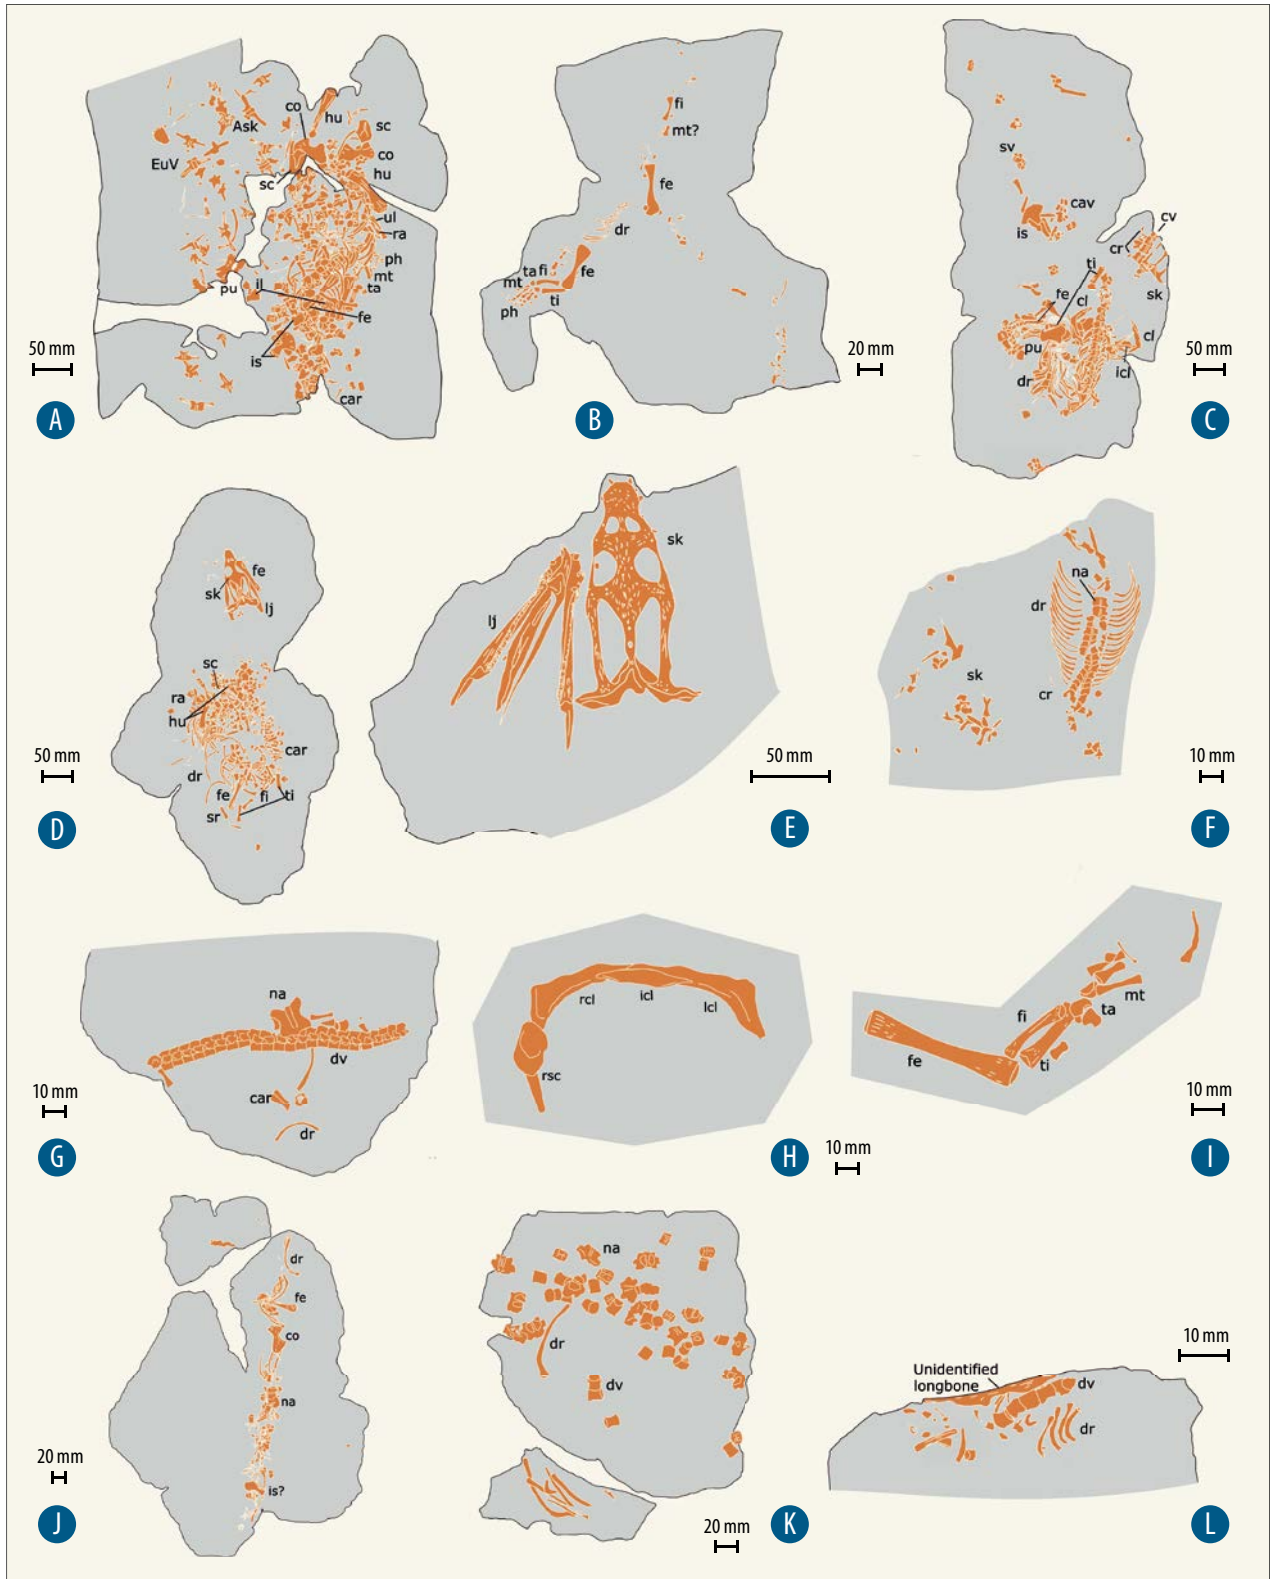 co
hu
sc
Ask
co
EuV
hu
sc
ul
ra
ph
mt
ta
pu
il
fe
is
car
50 mm
A
fi
mt?
fe
dr
ta fi
fe
mt
ti
ph
20 mm
B
sv
cav
cv
is
cr
ti
sk
fe
cl
cl
pu
icl
dr
50 mm
C
fe
sk
lj
sc
ra
hu
car
dr
fe
fi
ti
sr
50 mm
D
sk
lj
50 mm
E
na
dr
sk
cr
10 mm
F
na
dv
car
dr
10 mm
G
rcl
icl
lcl
rsc
10 mm
H
mt
fi
ta
fe
ti
10 mm
I
dr
fe
co
na
is?
20 mm
J
na
dr
dv
20 mm
K
10 mm
Unidentified
longbone
dv
dr
L